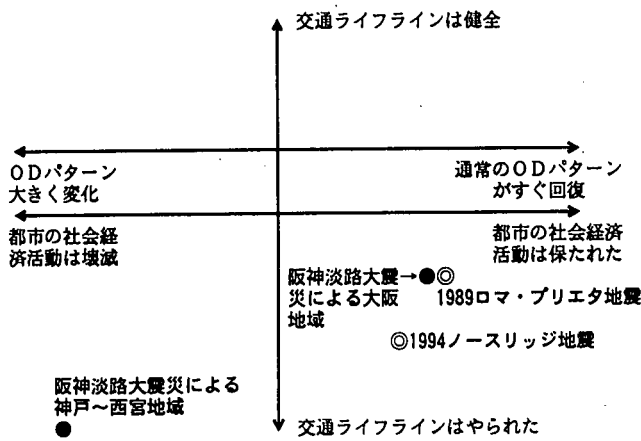 交通ライフラインは健全
ODパターン
大きく変化
通常のODパターン
がすぐ回復
都市の社会経
済活動は壊滅
都市の社会経済
活動は保たれた
阪神淡路大震→●◎
災による大阪
地域
1989ロマ・プリエタ地震
◎1994ノースリッジ地震
阪神淡路大震災による
神戸～西宮地域
●
交通ライフラインはやられた